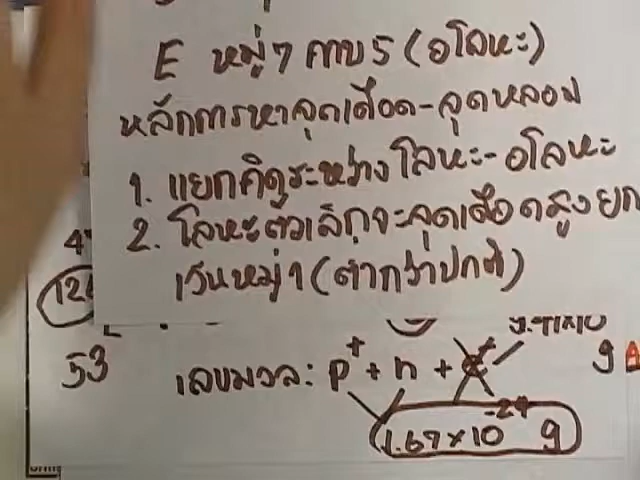 E หมู่ 7 คาบ 5 (อโลหะ)
หลักการหาจุดเดือด-จุดหลอม
1. แยกคิดระหว่างโลหะ-อโลหะ
2. โลหะตัวเล็กจะจุดเดือดสูง ยก
เว้นหมู่ 1 (ต่ำกว่าปกติ)
53
เลขมวล: p⁺ + n +
1.67 × 10⁻²⁴ g